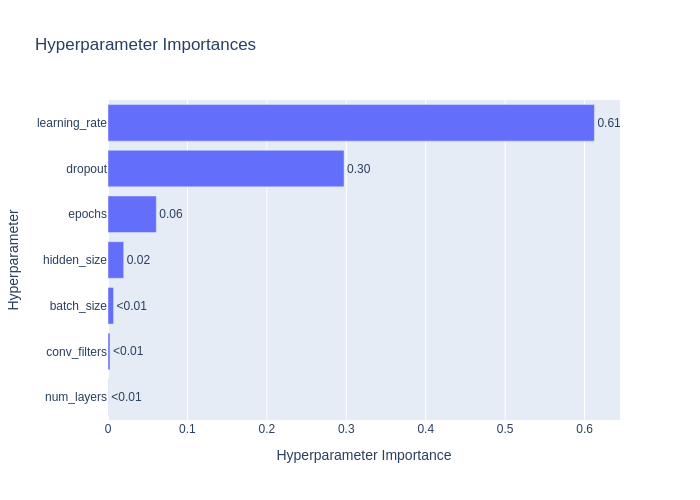 Hyperparameter Importances
Hyperparameter
learning_rate 0.61
dropout 0.30
epochs 0.06
hidden_size 0.02
batch_size <0.01
conv_filters <0.01
num_layers <0.01
0 0.1 0.2 0.3 0.4 0.5 0.6
Hyperparameter Importance